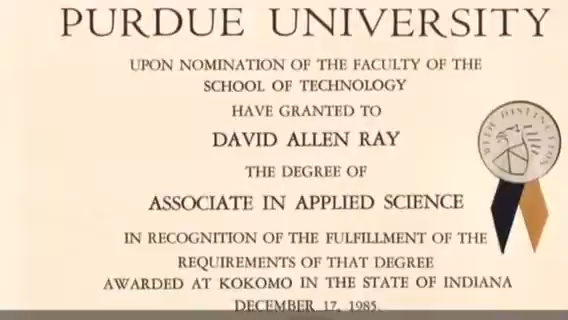 PURDUE UNIVERSITY
UPON NOMINATION OF THE FACULTY OF THE
SCHOOL OF TECHNOLOGY
HAVE GRANTED TO
DAVID ALLEN RAY
THE DEGREE OF
ASSOCIATE IN APPLIED SCIENCE
IN RECOGNITION OF THE FULFILLMENT OF THE
REQUIREMENTS OF THAT DEGREE
AWARDED AT KOKOMO IN THE STATE OF INDIANA
DECEMBER 17, 1985.
WITH DISTINCTION